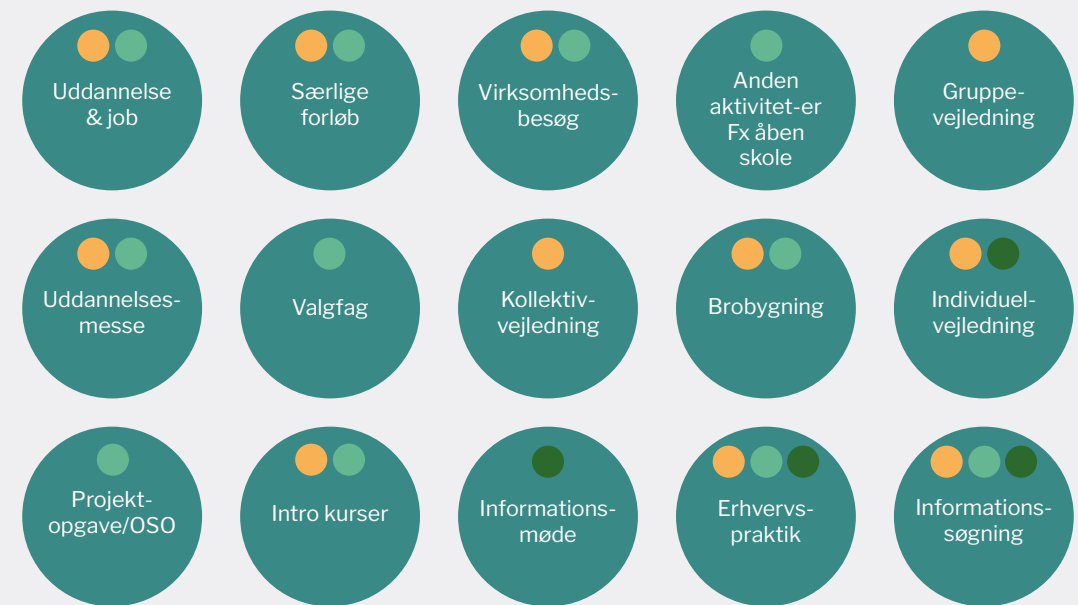 Uddannelse
& job
Særlige
forløb
Virksomheds-
besøg
Anden
aktivitet-er
Fx åben
skole
Gruppe-
vejledning
Uddannelses-
messe
Valgfag
Kollektiv-
vejledning
Brobygning
Individuel-
vejledning
Projekt-
opgave/OSO
Intro kurser
Informations-
møde
Erhvervs-
praktik
Informations-
søgning